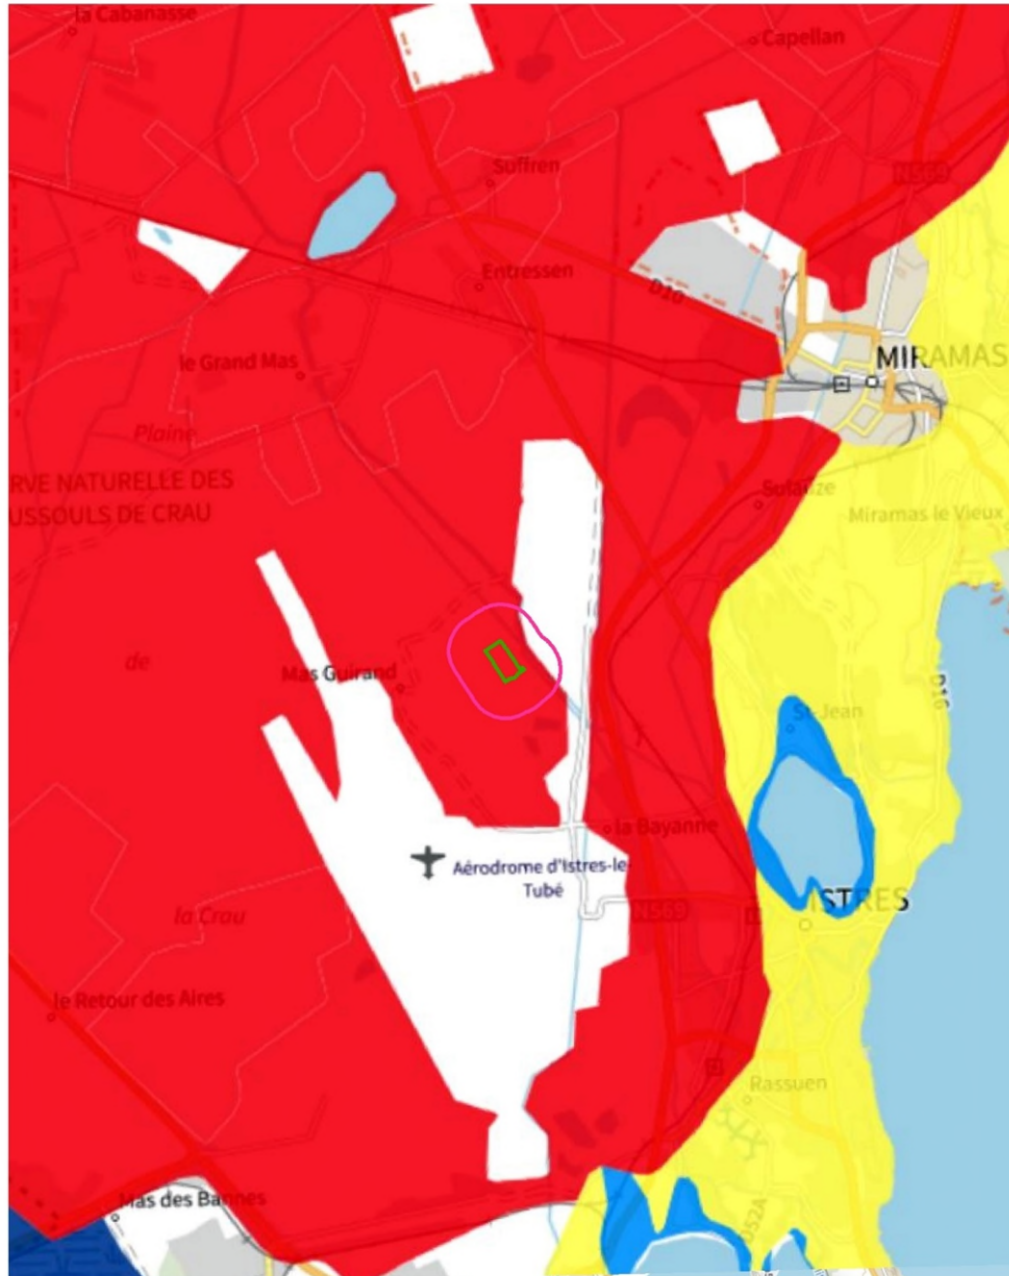 la Cabanasse
Capellan
Suffren
N569
Entressen
D10
le Grand Mas
MIRAMAS
Plaine
RVE NATURELLE DES
USSOULS DE CRAU
Sulauze
Miramas le Vieux
de
Mas Guirand
D16
St-Jean
la Bayanne
Aérodrome d'Istres-le-
Tubé
ISTRES
la Crau
N569
le Retour des Aires
Rassuen
Mas des Bannes
D52A